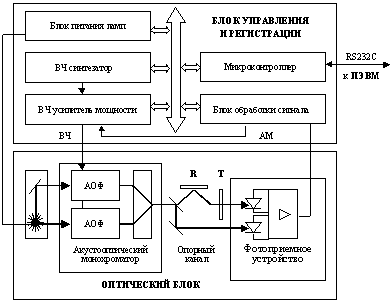 БЛОК УПРАВЛЕНИЯ
И РЕГИСТРАЦИИ
Блок питания ламп
ВЧ синтезатор
Микроконтроллер
RS232C
к ПЭВМ
ВЧ усилитель мощности
Блок обработки сигнала
ВЧ
АМ
R
T
АОФ
АОФ
Акустооптический
монохроматор
Опорный
канал
Фотоприемное
устройство
ОПТИЧЕСКИЙ БЛОК